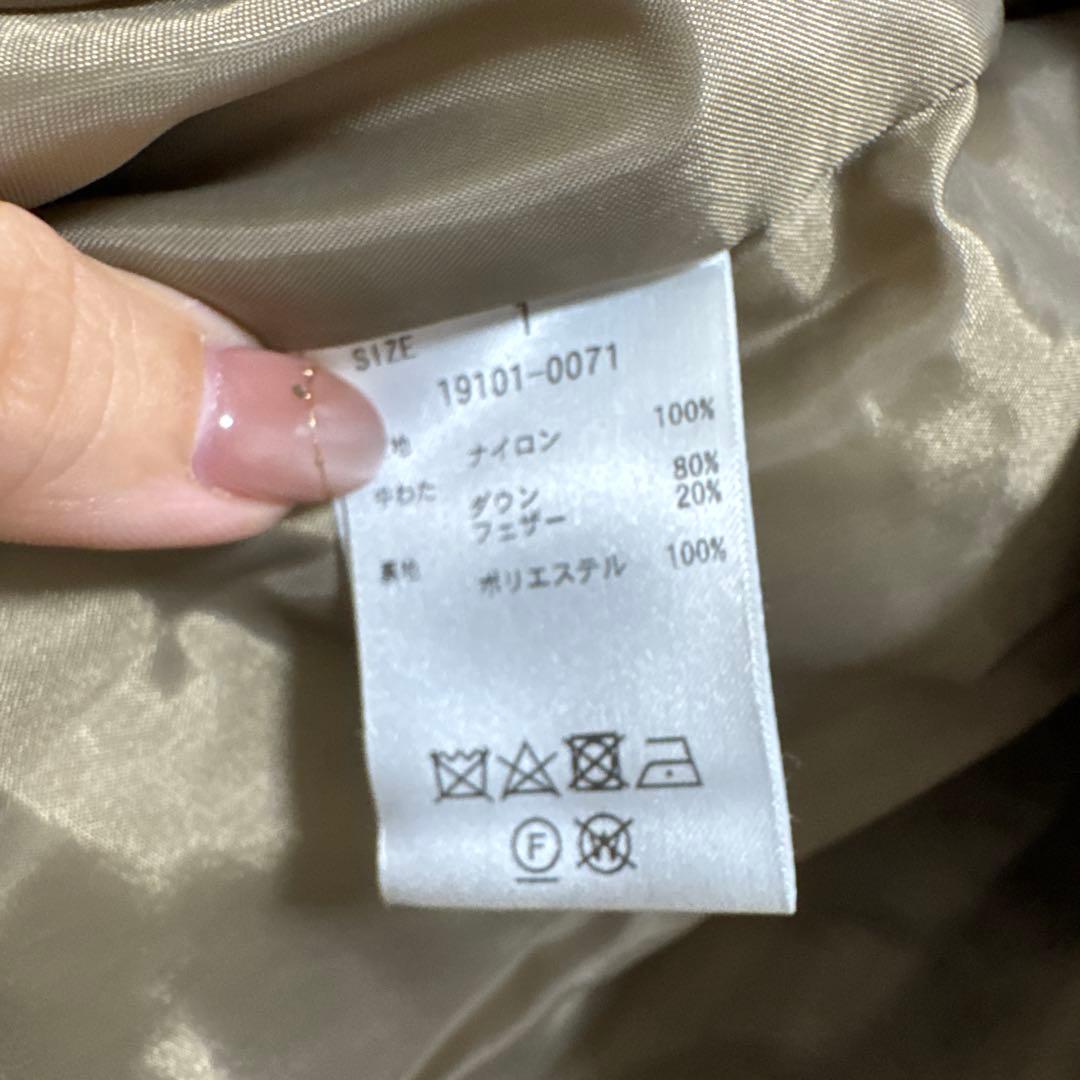 SIZE 1
19101-0071
地 ナイロン 100%
中わた ダウン 80%
フェザー 20%
裏地 ポリエステル 100%
F W